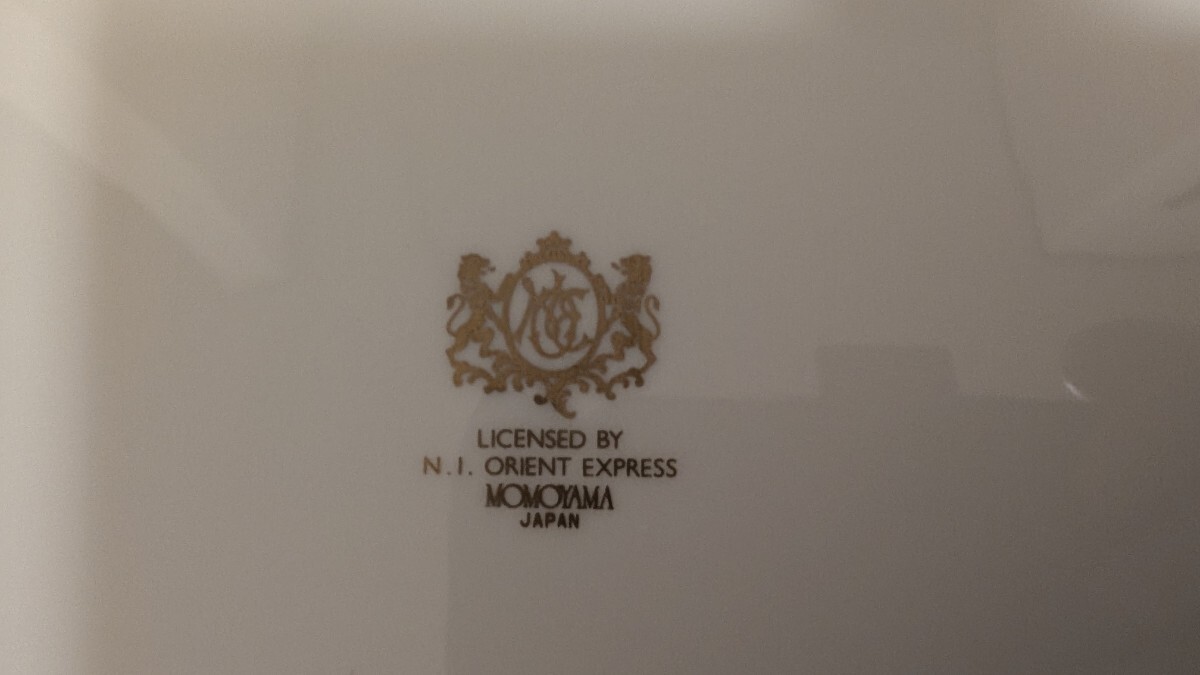 LICENSED BY
N.I. ORIENT EXPRESS
MOMOYAMA
JAPAN